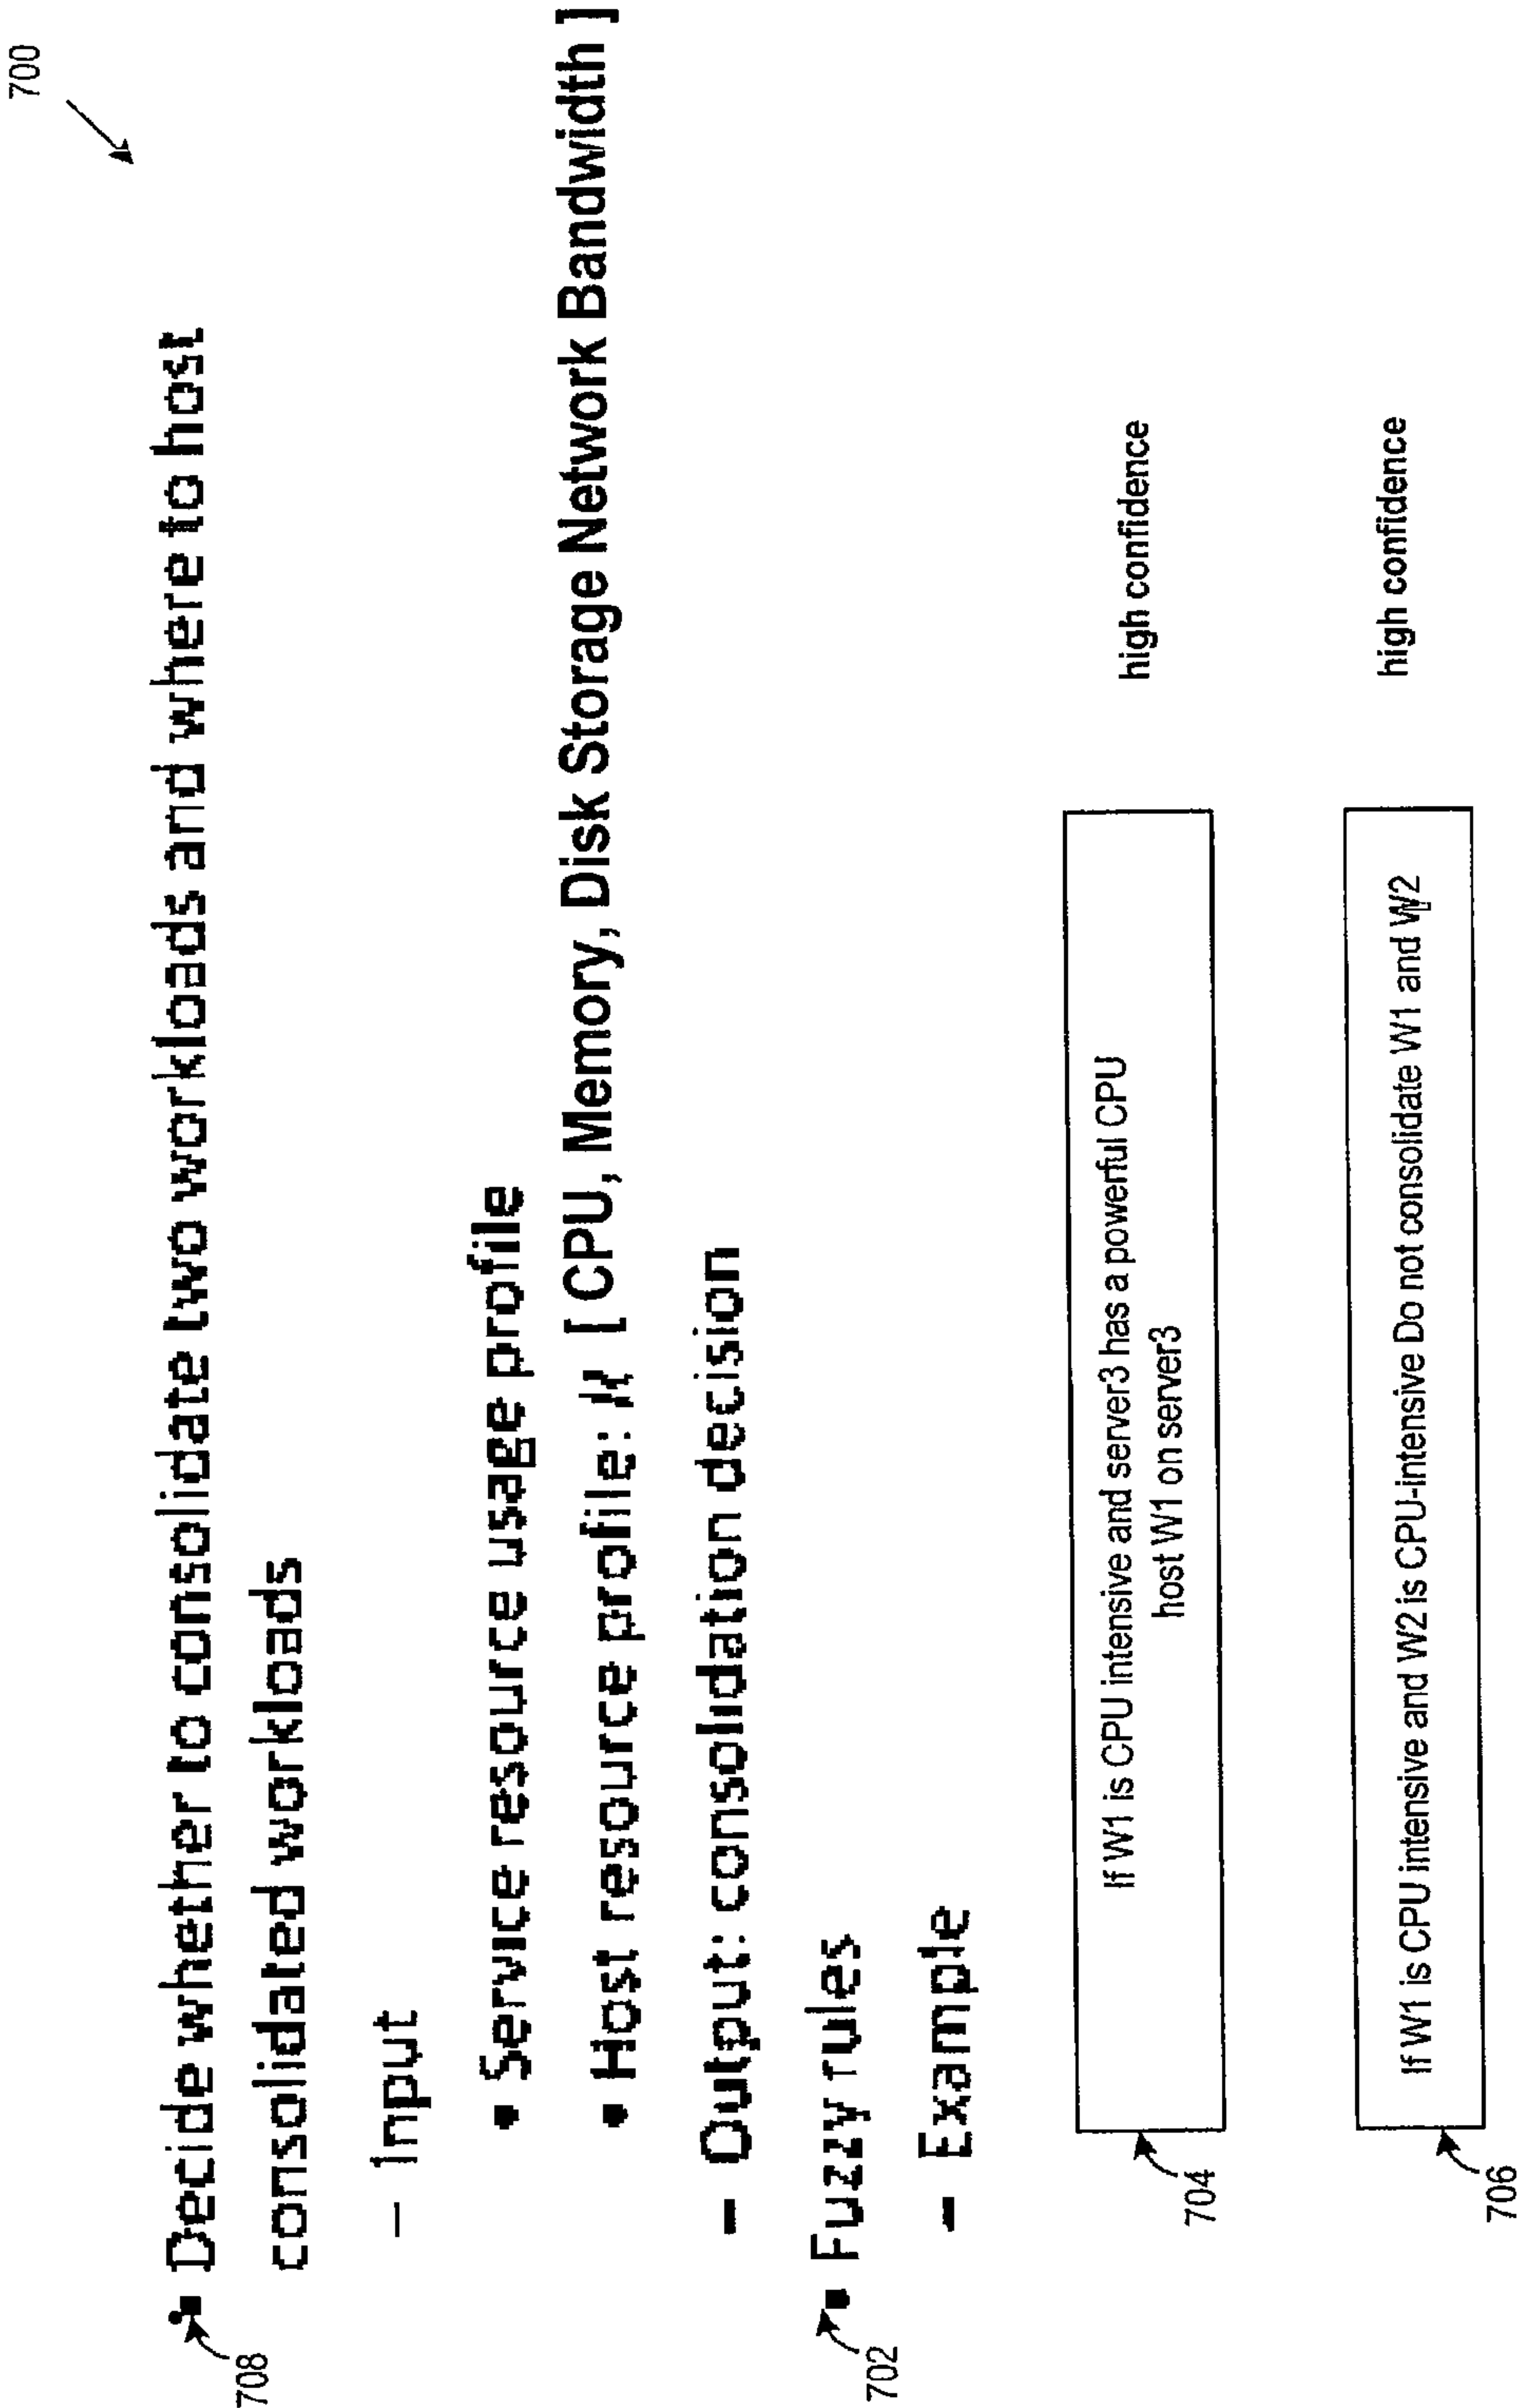 700
708
• Decide whether to consolidate two workloads and where to host
consolidated workloads
– Input
• Service resource usage profile
• Host resource profile: [ CPU, Memory, Disk Storage Network Bandwidth ]
– Output: consolidation decision
702
• Fuzzy rules
– Example
704
If W1 is CPU intensive and server3 has a powerful CPU
host W1 on server3
high confidence
706
If W1 is CPU intensive and W2 is CPU-intensive Do not consolidate W1 and W2
high confidence